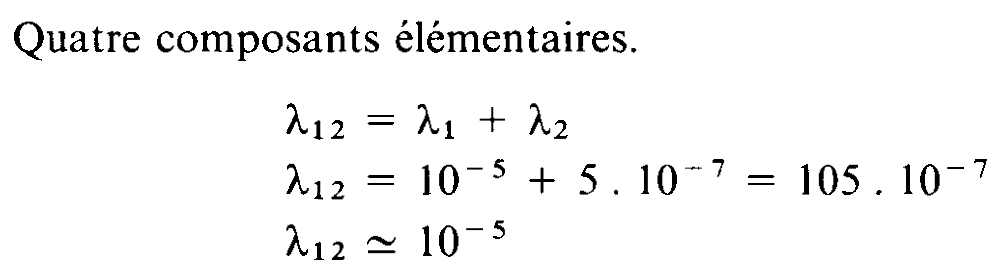 Quatre composants élémentaires.
λ₁₂ = λ₁ + λ₂
λ₁₂ = 10⁻⁵ + 5 . 10⁻⁷ = 105 . 10⁻⁷
λ₁₂ ≃ 10⁻⁵